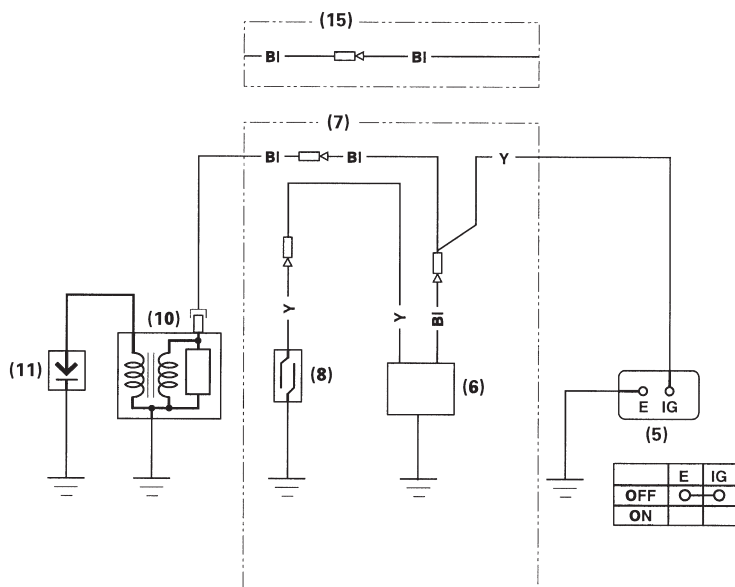 (15)
Bl Bl
(7)
Bl Bl Y
(10)
Y
Y
Bl
(11)
(8)
(6)
E IG
(5)
E IG
OFF
ON